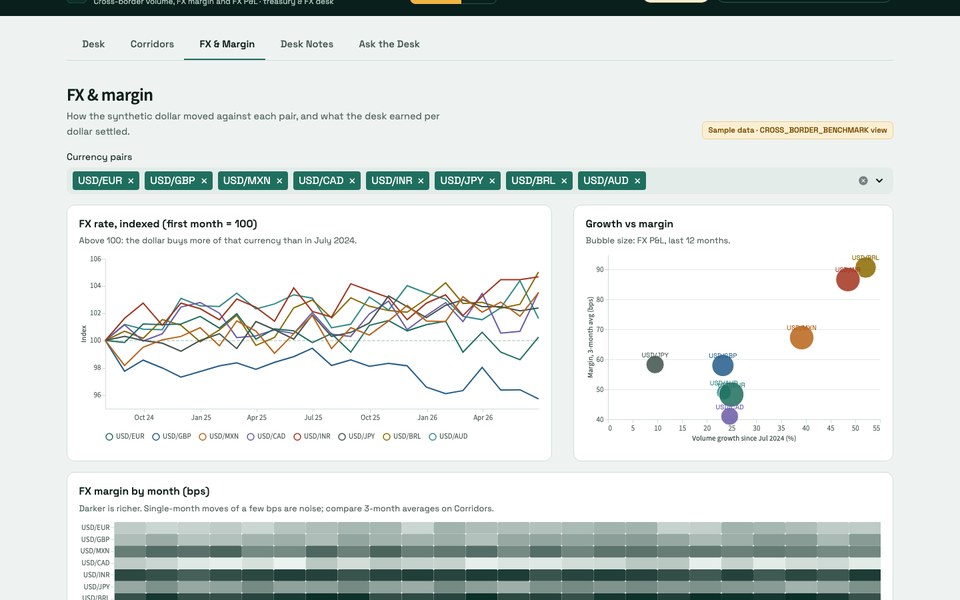 Cross-border volume, FX margin and FX P&L · treasury & FX desk
Desk
Corridors
FX & Margin
Desk Notes
Ask the Desk
FX & margin
How the synthetic dollar moved against each pair, and what the desk earned per
dollar settled.
Sample data · CROSS_BORDER_BENCHMARK view
Currency pairs
USD/EUR ×
USD/GBP ×
USD/MXN ×
USD/CAD ×
USD/INR ×
USD/JPY ×
USD/BRL ×
USD/AUD ×
FX rate, indexed (first month = 100)
Above 100: the dollar buys more of that currency than in July 2024.
106
104
102
100
98
96
Index
Oct 24
Jan 25
Apr 25
Jul 25
Oct 25
Jan 26
Apr 26
USD/EUR
USD/GBP
USD/MXN
USD/CAD
USD/INR
USD/JPY
USD/BRL
USD/AUD
Growth vs margin
Bubble size: FX P&L, last 12 months.
90
80
70
60
50
40
Margin, 3-month avg (bps)
USD/BRL
USD/MXN
USD/JPY
USD/GBP
USD/CAD
0
5
10
15
20
25
30
35
40
45
50
55
Volume growth since Jul 2024 (%)
FX margin by month (bps)
Darker is richer. Single-month moves of a few bps are noise; compare 3-month averages on Corridors.
USD/EUR
USD/GBP
USD/MXN
USD/CAD
USD/INR
USD/JPY
USD/BRL